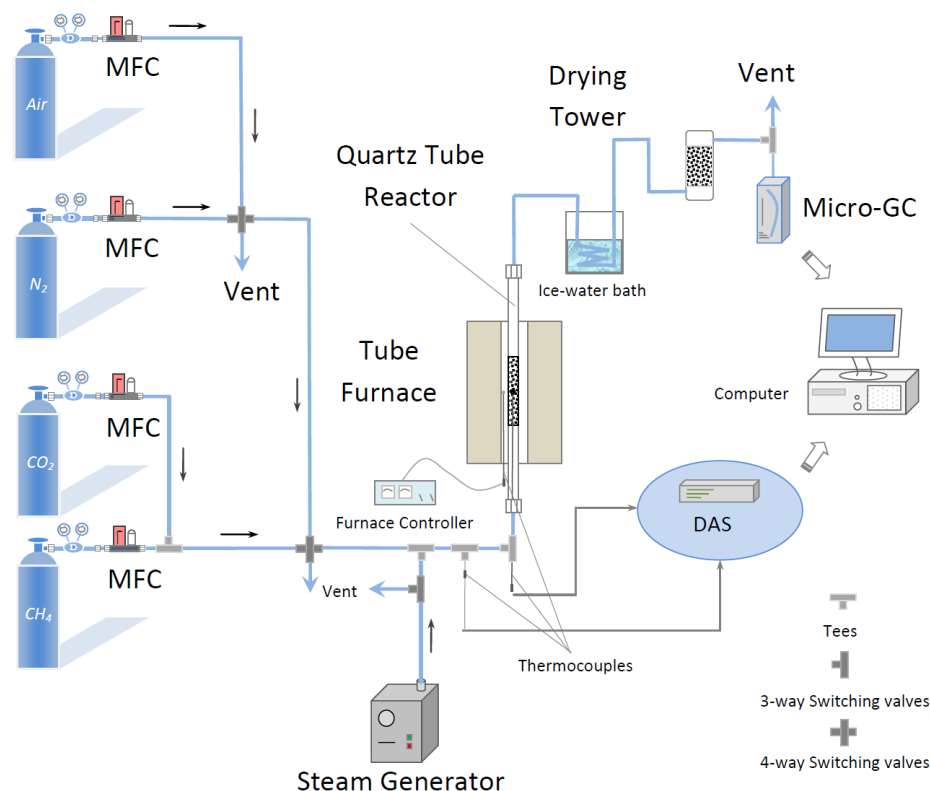 MFC
Air
Vent
Drying
Tower
Quartz Tube
Reactor
MFC
N2
Vent
Micro-GC
Ice-water bath
Tube
Furnace
Computer
MFC
CO2
Furnace Controller
DAS
MFC
CH4
Vent
Tees
Thermocouples
3-way Switching valves
4-way Switching valves
Steam Generator